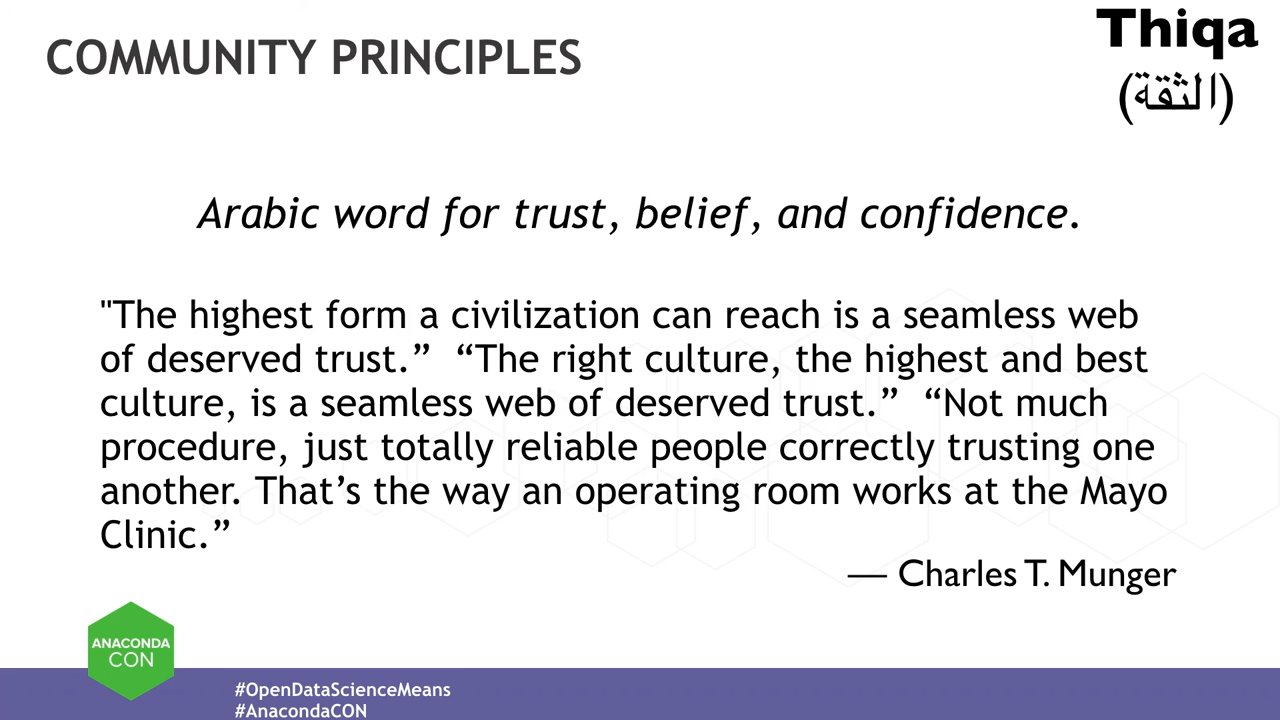 COMMUNITY PRINCIPLES
Thiqa
(الثقة)
Arabic word for trust, belief, and confidence.
"The highest form a civilization can reach is a seamless web
of deserved trust.”  “The right culture, the highest and best
culture, is a seamless web of deserved trust.”  “Not much
procedure, just totally reliable people correctly trusting one
another. That’s the way an operating room works at the Mayo
Clinic.”
— Charles T. Munger
ANACONDA
CON
#OpenDataScienceMeans
#AnacondaCON